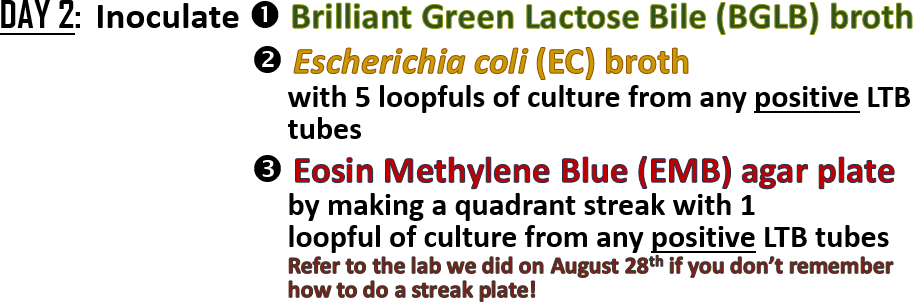 DAY 2: Inoculate ❶ Brilliant Green Lactose Bile (BGLB) broth
❷ Escherichia coli (EC) broth
with 5 loopfuls of culture from any positive LTB
tubes
❸ Eosin Methylene Blue (EMB) agar plate
by making a quadrant streak with 1
loopful of culture from any positive LTB tubes
Refer to the lab we did on August 28th if you don't remember
how to do a streak plate!